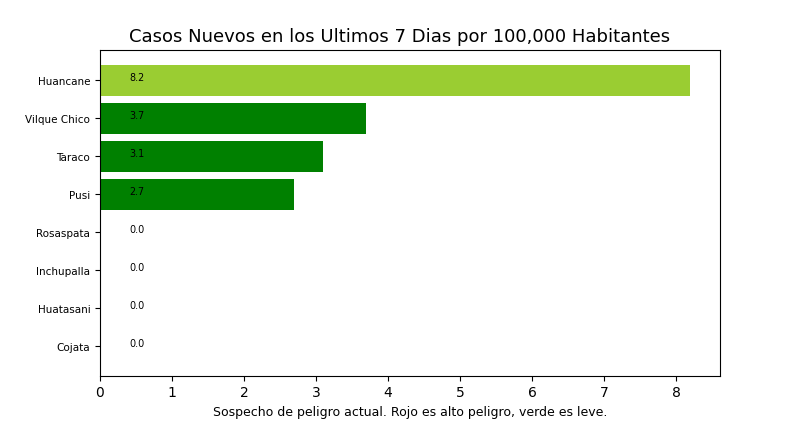 Casos Nuevos en los Ultimos 7 Dias por 100,000 Habitantes
Huancane 8.2
Vilque Chico 3.7
Taraco 3.1
Pusi 2.7
Rosaspata 0.0
Inchupalla 0.0
Huatasani 0.0
Cojata 0.0
0 1 2 3 4 5 6 7 8
Sospecho de peligro actual. Rojo es alto peligro, verde es leve.